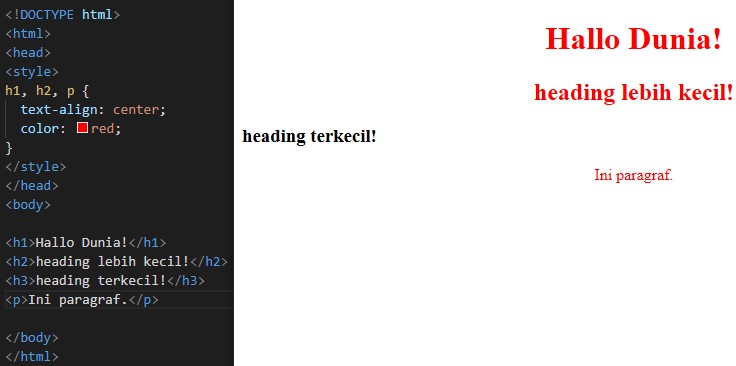 <!DOCTYPE html>
<html>
<head>
<style>
h1, h2, p {
  text-align: center;
  color: red;
}
</style>
</head>
<body>

<h1>Hallo Dunia!</h1>
<h2>heading lebih kecil!</h2>
<h3>heading terkecil!</h3>
<p>Ini paragraf.</p>

</body>
</html>
Hallo Dunia!
heading lebih kecil!
heading terkecil!
Ini paragraf.